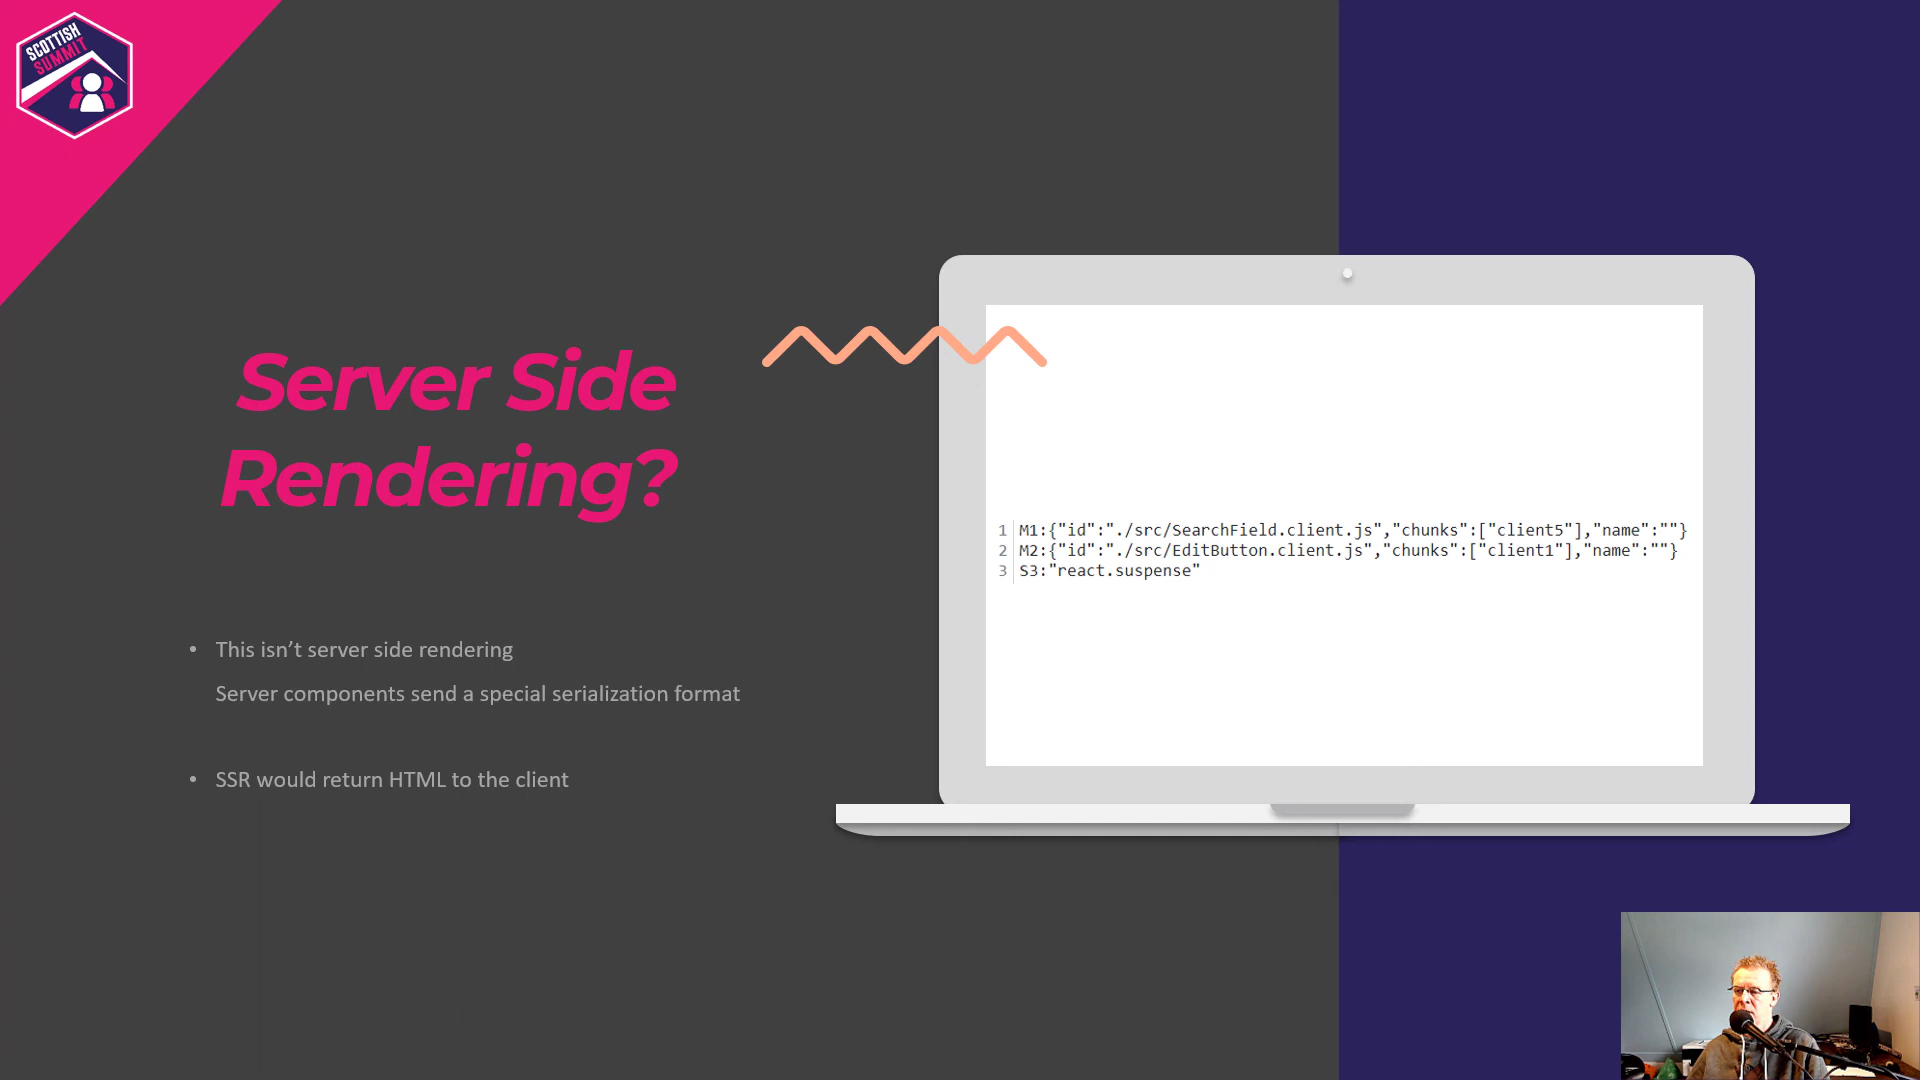 SCOTTISH
SUMMIT
Server Side
Rendering?
• This isn’t server side rendering
Server components send a special serialization format
• SSR would return HTML to the client
1 M1:{"id":"./src/SearchField.client.js","chunks":["client5"],"name":""}
2 M2:{"id":"./src/EditButton.client.js","chunks":["client1"],"name":""}
3 S3:"react.suspense"